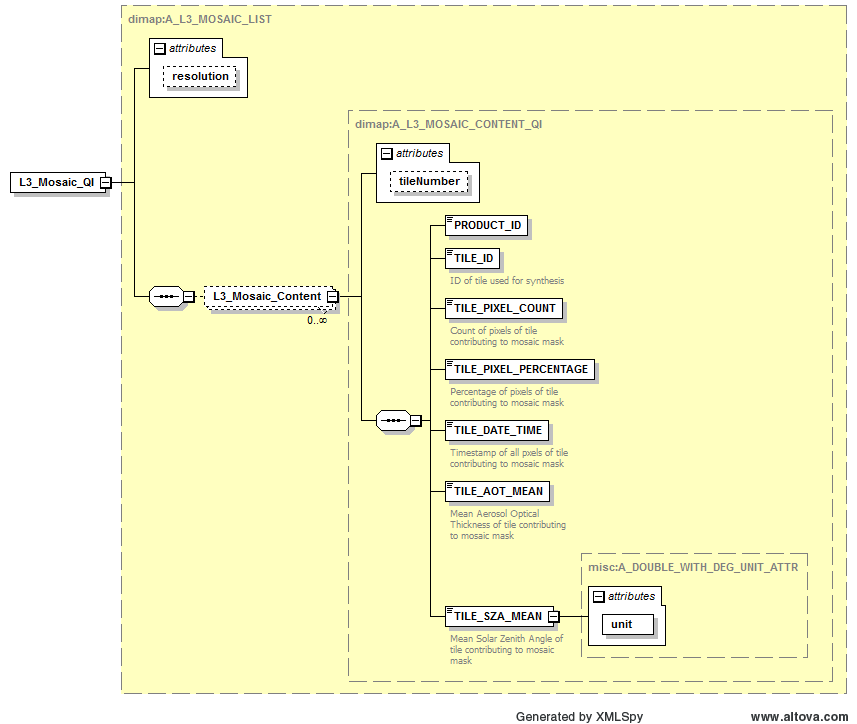 dimap:A_L3_MOSAIC_LIST
attributes
resolution
dimap:A_L3_MOSAIC_CONTENT_QI
attributes
tileNumber
L3_Mosaic_QI
PRODUCT_ID
TILE_ID
ID of tile used for synthesis
L3_Mosaic_Content
0..∞
TILE_PIXEL_COUNT
Count of pixels of tile
contributing to mosaic mask
TILE_PIXEL_PERCENTAGE
Percentage of pixels of tile
contributing to mosaic mask
TILE_DATE_TIME
Timestamp of all pxels of tile
contributing to mosaic mask
TILE_AOT_MEAN
Mean Aerosol Optical
Thickness of tile contributing
to mosaic mask
misc:A_DOUBLE_WITH_DEG_UNIT_ATTR
attributes
unit
TILE_SZA_MEAN
Mean Solar Zenith Angle of
tile contributing to mosaic
mask
Generated by XMLSpy
www.altova.com